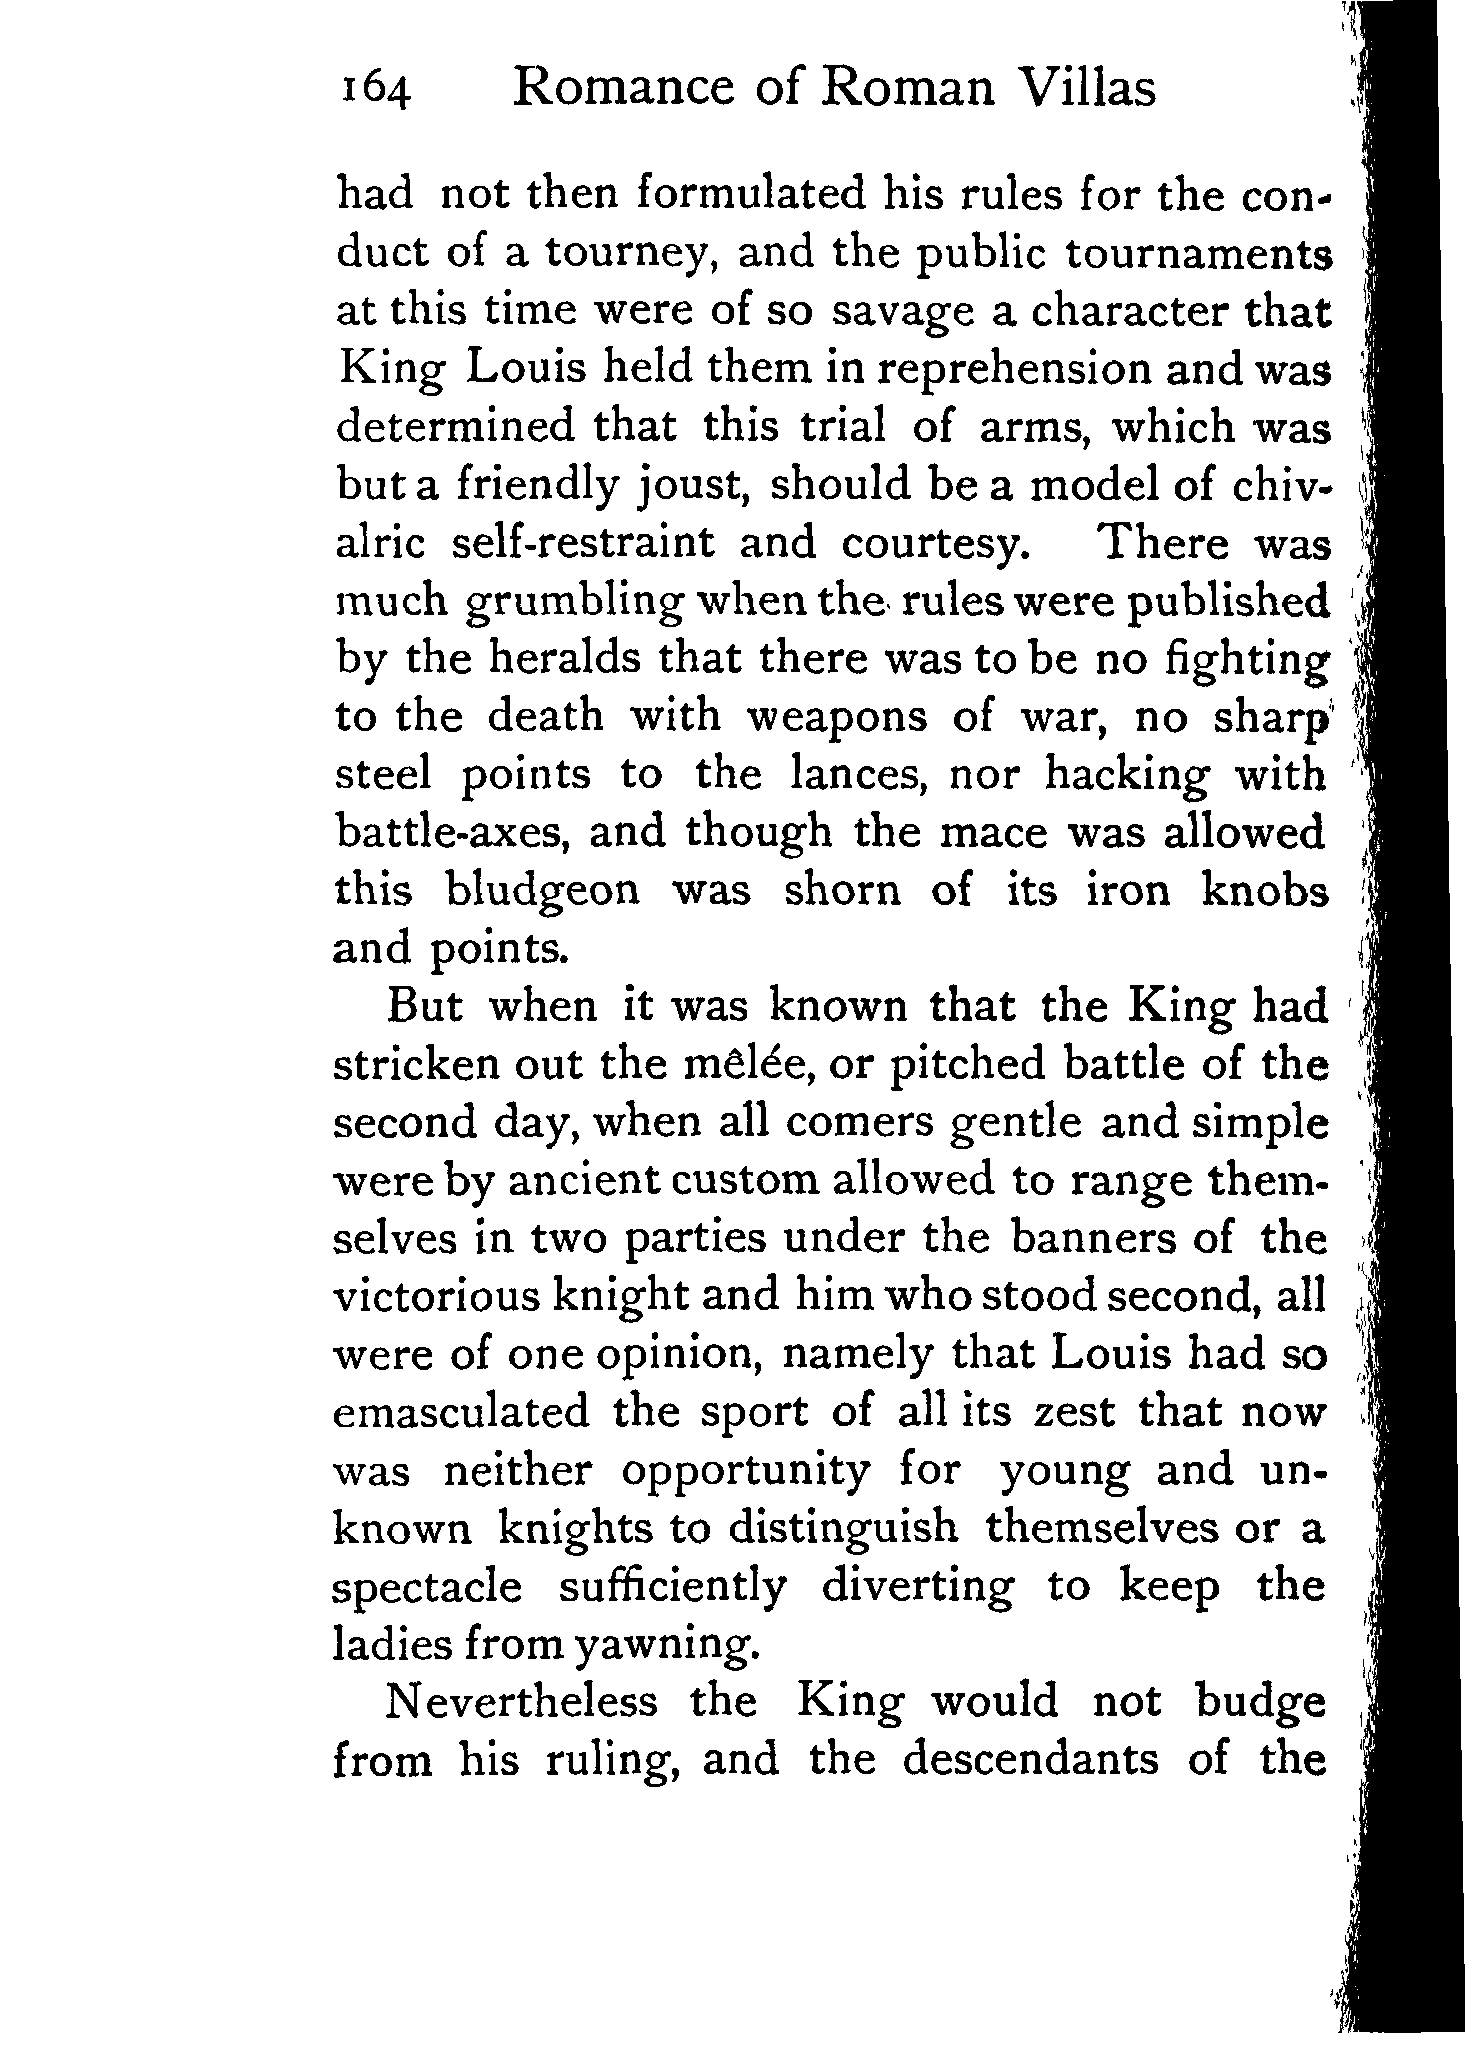 164 Romance of Roman Villas
had not then formulated his rules for the con-
duct of a tourney, and the public tournaments
at this time were of so savage a character that
King Louis held them in reprehension and was
determined that this trial of arms, which was
but a friendly joust, should be a model of chiv-
alric self-restraint and courtesy. There was
much grumbling when the rules were published
by the heralds that there was to be no fighting
to the death with weapons of war, no sharp
steel points to the lances, nor hacking with
battle-axes, and though the mace was allowed
this bludgeon was shorn of its iron knobs
and points.
But when it was known that the King had
stricken out the mêlée, or pitched battle of the
second day, when all comers gentle and simple
were by ancient custom allowed to range them-
selves in two parties under the banners of the
victorious knight and him who stood second, all
were of one opinion, namely that Louis had so
emasculated the sport of all its zest that now
was neither opportunity for young and un-
known knights to distinguish themselves or a
spectacle sufficiently diverting to keep the
ladies from yawning.
Nevertheless the King would not budge
from his ruling, and the descendants of the